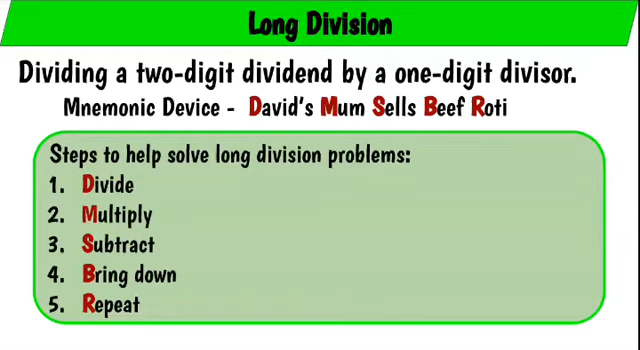 Long Division
Dividing a two-digit dividend by a one-digit divisor.
Mnemonic Device - David's Mum Sells Beef Roti
Steps to help solve long division problems:
1. Divide
2. Multiply
3. Subtract
4. Bring down
5. Repeat